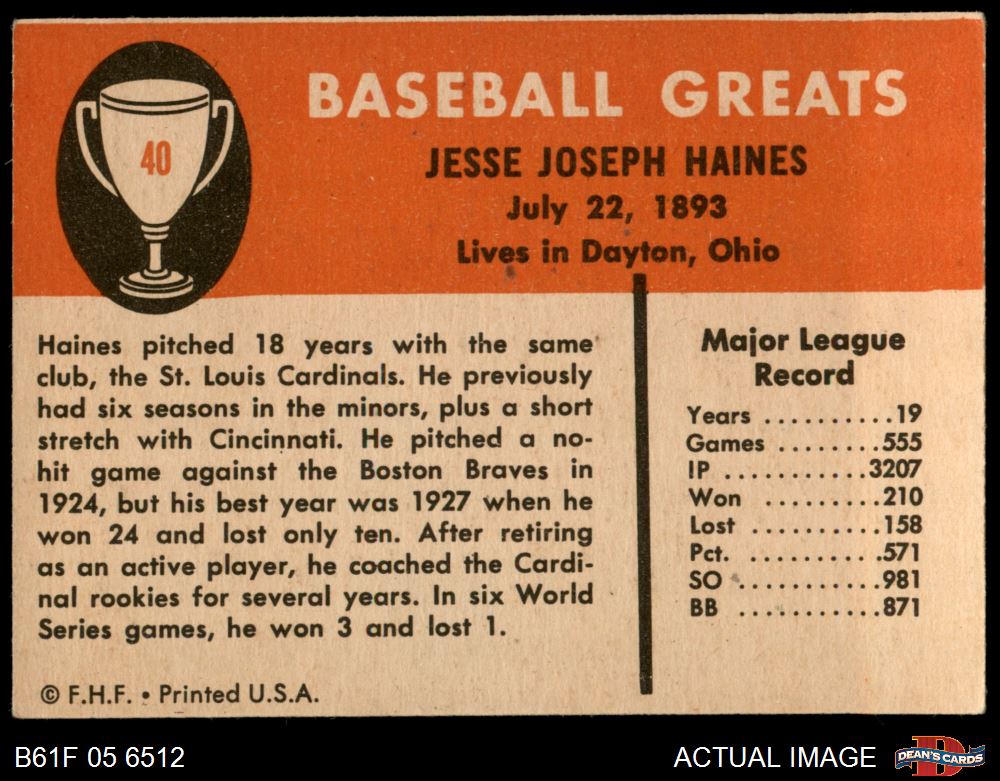 40
BASEBALL GREATS
JESSE JOSEPH HAINES
July 22, 1893
Lives in Dayton, Ohio
Haines pitched 18 years with the same
club, the St. Louis Cardinals. He previously
had six seasons in the minors, plus a short
stretch with Cincinnati. He pitched a no-
hit game against the Boston Braves in
1924, but his best year was 1927 when he
won 24 and lost only ten. After retiring
as an active player, he coached the Cardi-
nal rookies for several years. In six World
Series games, he won 3 and lost 1.
© F.H.F. • Printed U.S.A.
Major League
Record
Years ..........19
Games ........555
IP ...........3207
Won .........210
Lost ..........158
Pct. ..........571
SO ..........981
BB ..........871
B61F 05 6512
ACTUAL IMAGE
D
DEAN'S CARDS